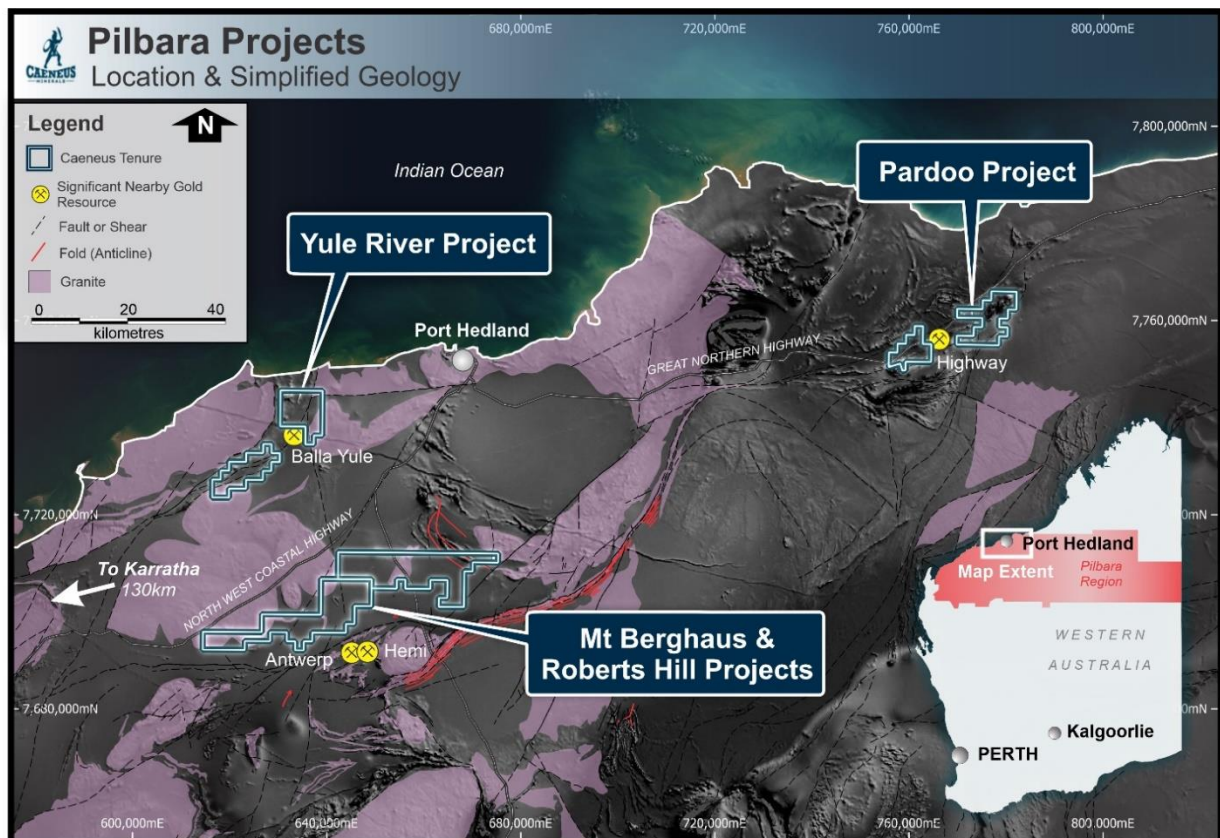 Pilbara Projects
Location & Simplified Geology
CAENEUS
MINERALS
680,000mE
720,000mE
760,000mE
800,000mE
Legend
N
Caeneus Tenure
Significant Nearby Gold
Resource
Fault or Shear
Fold (Anticline)
Granite
0 20 40
kilometres
Indian Ocean
7,800,000mN
Pardoo Project
Yule River Project
Port Hedland
7,760,000mN
GREAT NORTHERN HIGHWAY
Highway
Balla Yule
7,720,000mN
To Karratha
130km
NORTH WEST COASTAL HIGHWAY
Antwerp
Hemi
Mt Berghaus &
Roberts Hill Projects
Port Hedland
Map Extent
Pilbara
Region
WESTERN
AUSTRALIA
Kalgoorlie
PERTH
7,680,000mN
600,000mE
640,000mE
680,000mE
720,000mE
760,000mE
800,000mE